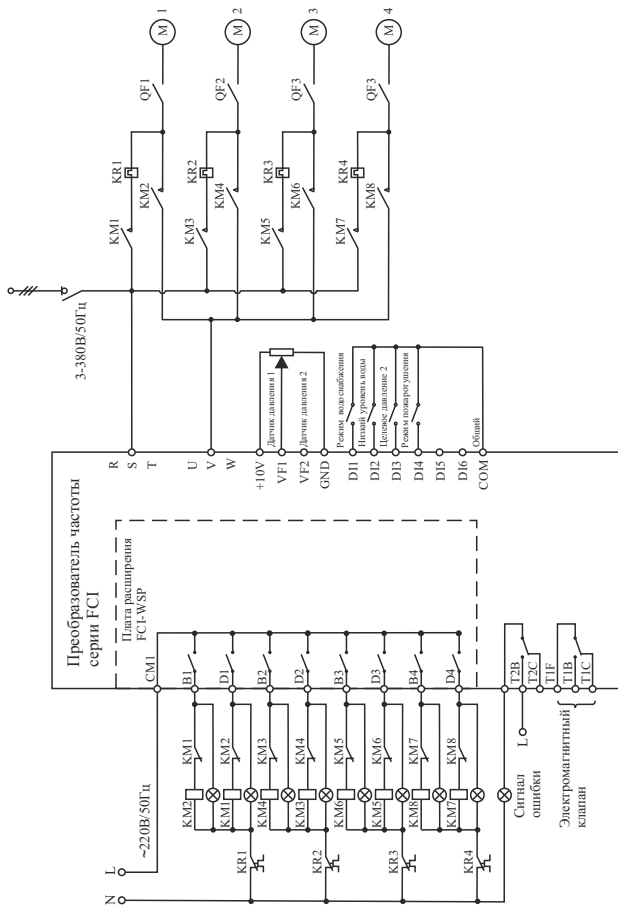 3-380В/50Гц
KM1
KR1
KM2
QF1
M
1
KM3
KR2
KM4
QF2
M
2
KM5
KR3
KM6
QF3
M
3
KM7
KR4
KM8
QF3
M
4
Преобразователь частоты
серии FCI
R
S
T
U
V
W
+10V
VF1
VF2
GND
DI1
DI2
DI3
DI4
DI5
DI6
COM
Датчик давления 1
Датчик давления 2
Режим водоснабжения
Низкий уровень воды
Целевое давление 2
Режим пожаротушения
Общий
Плата расширения
FCI-WSP
CM1
B1
D1
B2
D2
B3
D3
B4
D4
T2B
T2C
T1F
T1B
T1C
N
L
~220В/50Гц
KM2
KM1
KM1
KM2
KR1
KM4
KM3
KM3
KM4
KR2
KM6
KM5
KM5
KM6
KR3
KM8
KM7
KM7
KM8
KR4
L
Сигнал
ошибки
Электромагнитный
клапан